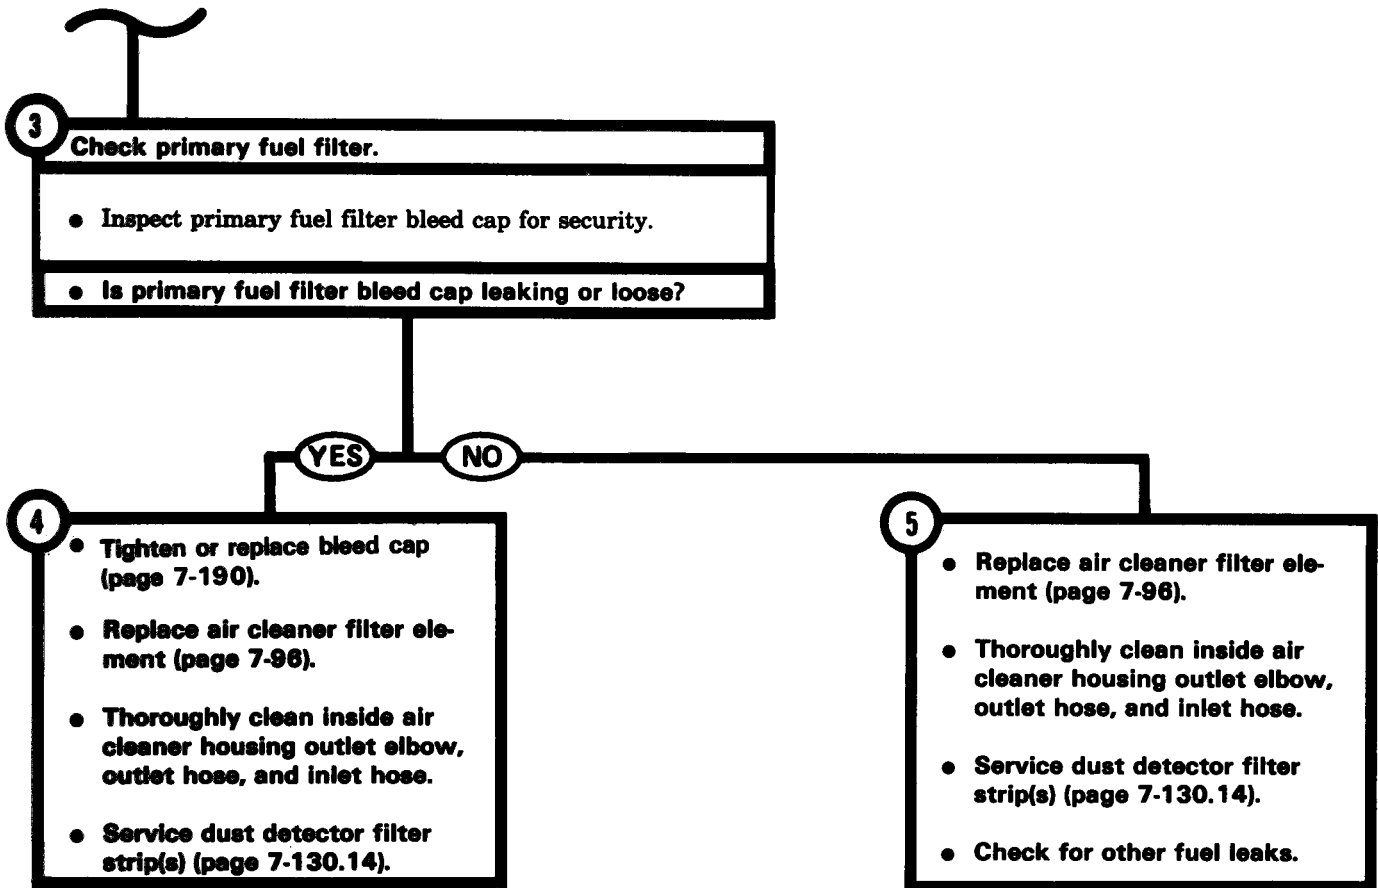 3
Check primary fuel filter.
● Inspect primary fuel filter bleed cap for security.
● Is primary fuel filter bleed cap leaking or loose?
YES
NO
4
● Tighten or replace bleed cap
(page 7-190).
● Replace air cleaner filter ele-
ment (page 7-96).
● Thoroughly clean inside air
cleaner housing outlet elbow,
outlet hose, and inlet hose.
● Service dust detector filter
strip(s) (page 7-130.14).
5
● Replace air cleaner filter ele-
ment (page 7-96).
● Thoroughly clean inside air
cleaner housing outlet elbow,
outlet hose, and inlet hose.
● Service dust detector filter
strip(s) (page 7-130.14).
● Check for other fuel leaks.